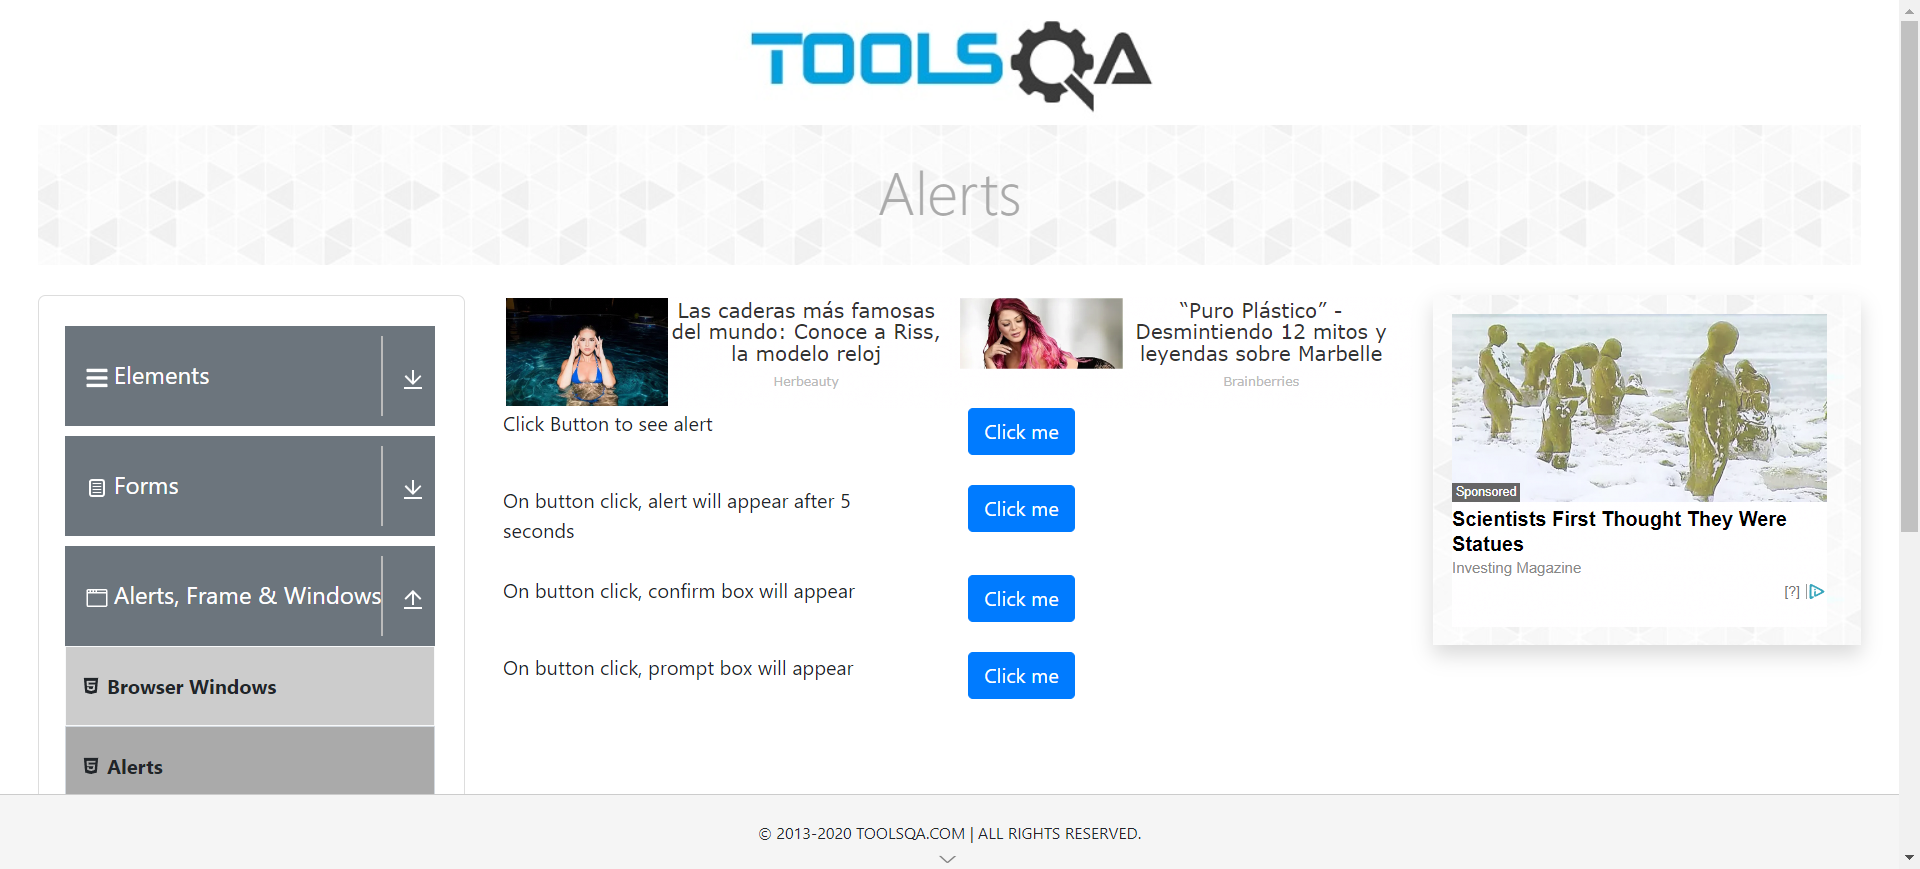 TOOLSQA
Alerts
Elements
Forms
Alerts, Frame & Windows
Browser Windows
Alerts
Las caderas más famosas
del mundo: Conoce a Riss,
la modelo reloj
Herbeauty
“Puro Plástico” -
Desmintiendo 12 mitos y
leyendas sobre Marbelle
Brainberries
Click Button to see alert
Click me
On button click, alert will appear after 5
seconds
Click me
On button click, confirm box will appear
Click me
On button click, prompt box will appear
Click me
Sponsored
Scientists First Thought They Were
Statues
Investing Magazine
[?]
© 2013-2020 TOOLSQA.COM | ALL RIGHTS RESERVED.